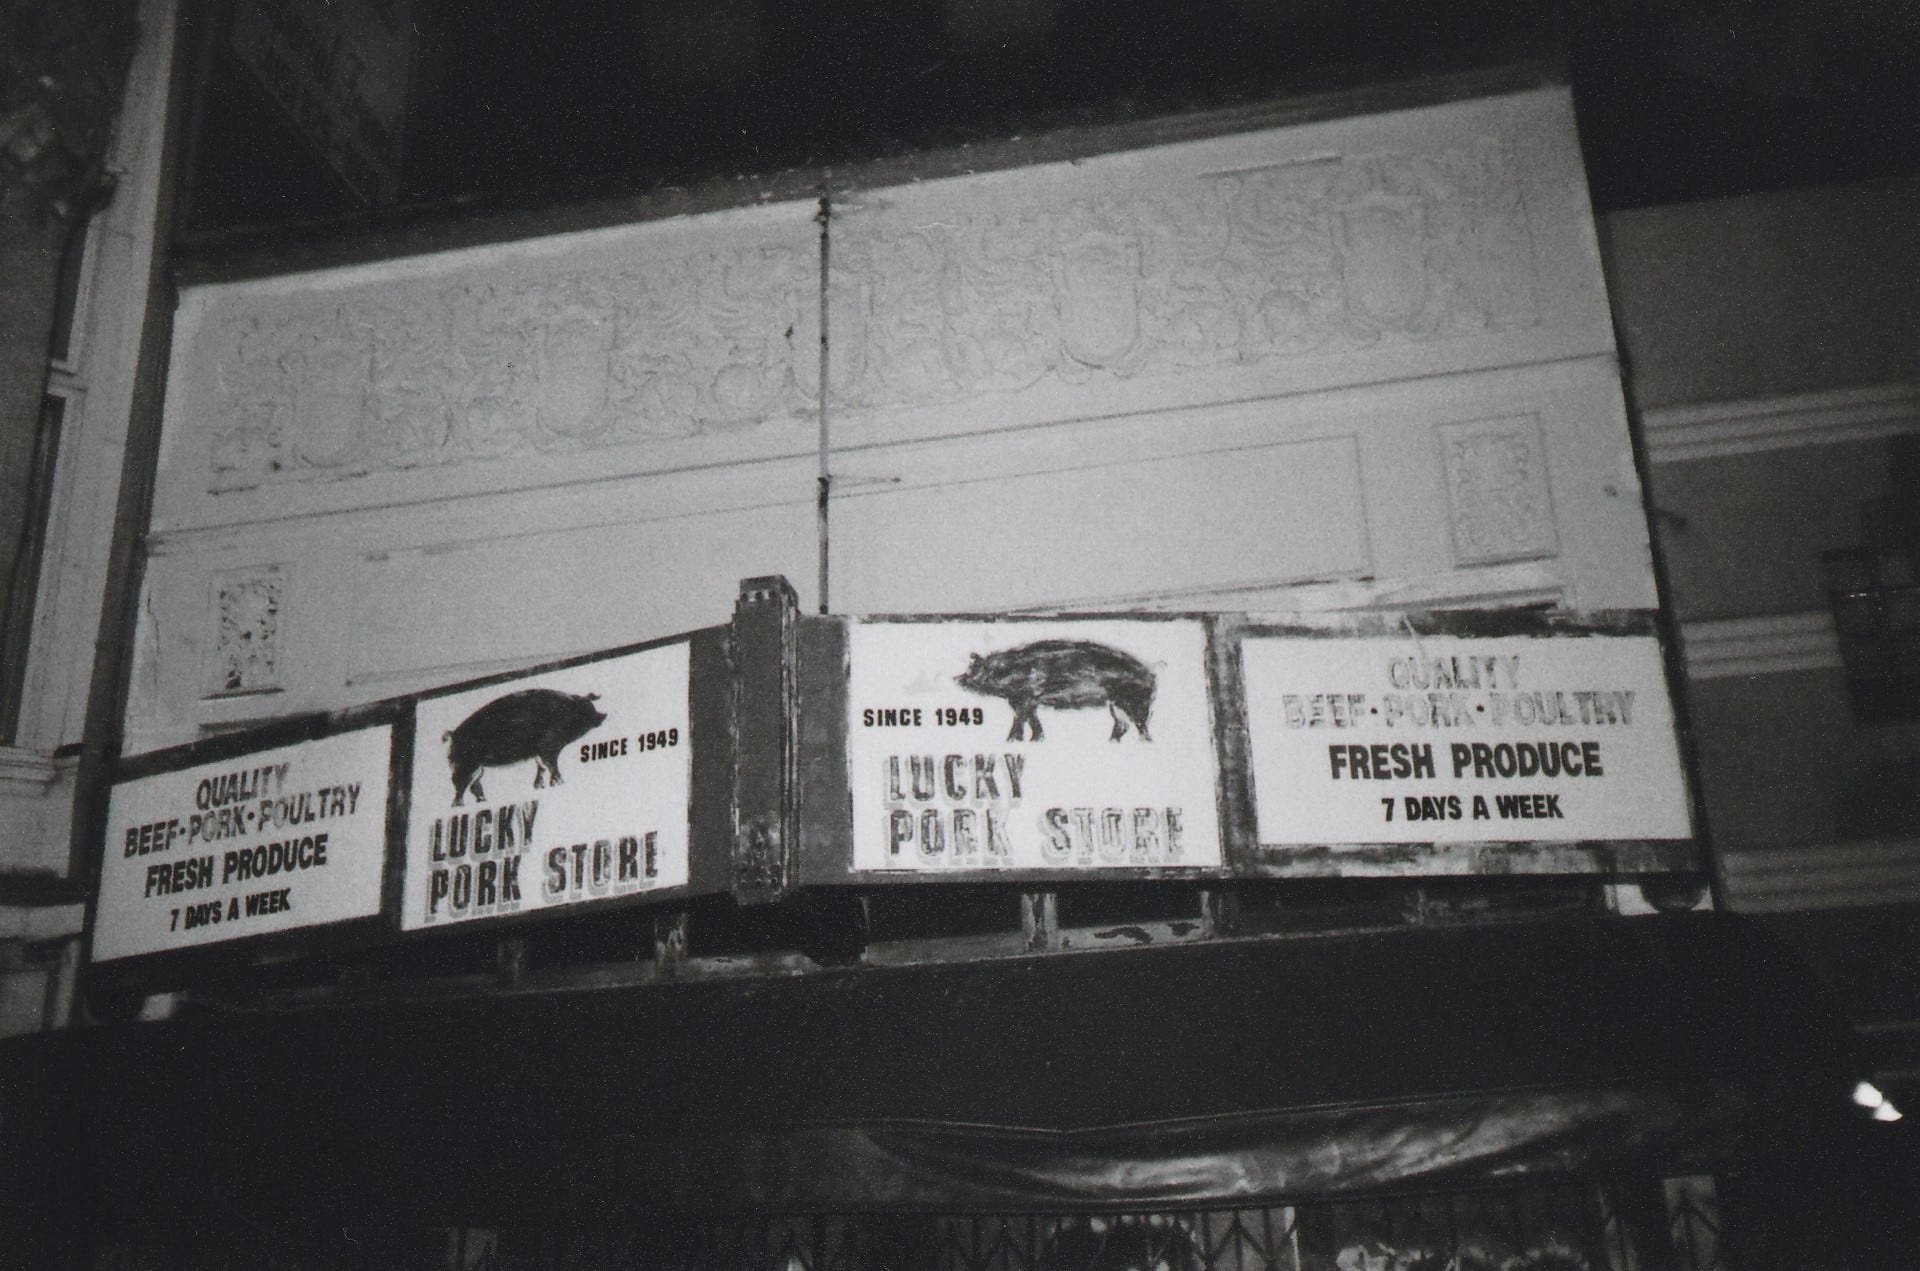 QUALITY
BEEF·PORK·POULTRY
FRESH PRODUCE
7 DAYS A WEEK
SINCE 1949
LUCKY
PORK STORE
SINCE 1949
LUCKY
PORK STORE
QUALITY
BEEF·PORK·POULTRY
FRESH PRODUCE
7 DAYS A WEEK